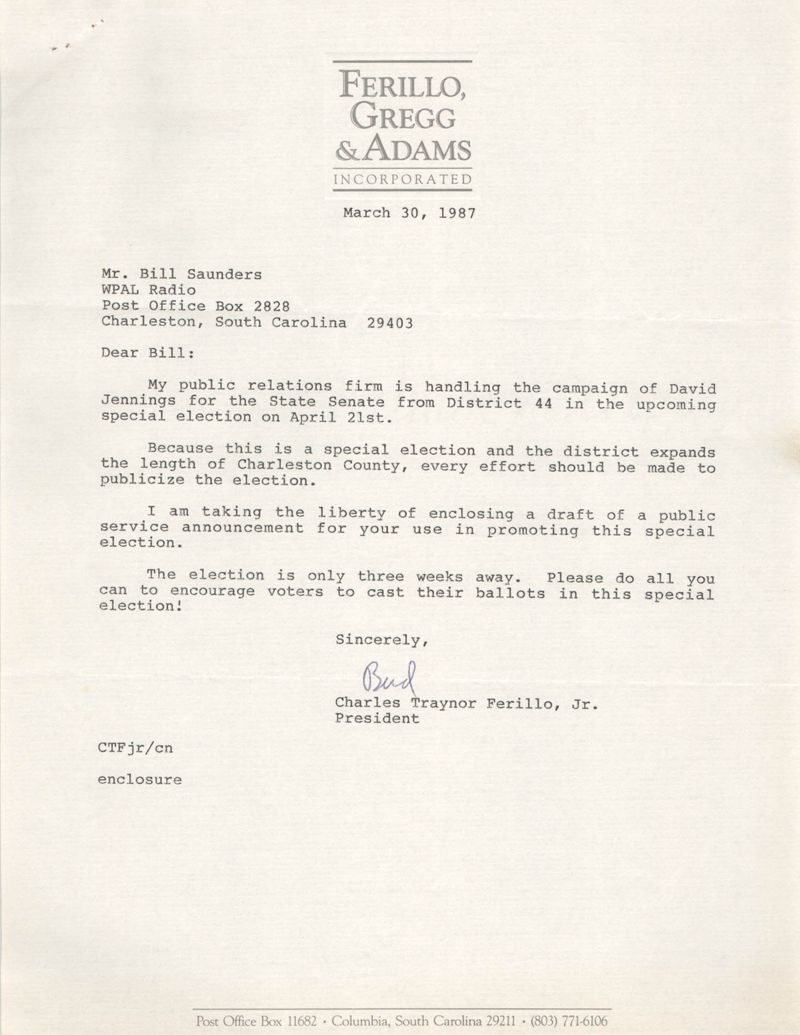 FERILLO,
GREGG
& ADAMS
INCORPORATED
March 30, 1987
Mr. Bill Saunders
WPAL Radio
Post Office Box 2828
Charleston, South Carolina 29403
Dear Bill:
My public relations firm is handling the campaign of David
Jennings for the State Senate from District 44 in the upcoming
special election on April 21st.
Because this is a special election and the district expands
the length of Charleston County, every effort should be made to
publicize the election.
I am taking the liberty of enclosing a draft of a public
service announcement for your use in promoting this special
election.
The election is only three weeks away. Please do all you
can to encourage voters to cast their ballots in this special
election!
Sincerely,
Bud
Charles Traynor Ferillo, Jr.
President
CTFjr/cn
enclosure
Post Office Box 11682 · Columbia, South Carolina 29211 · (803) 771-6106